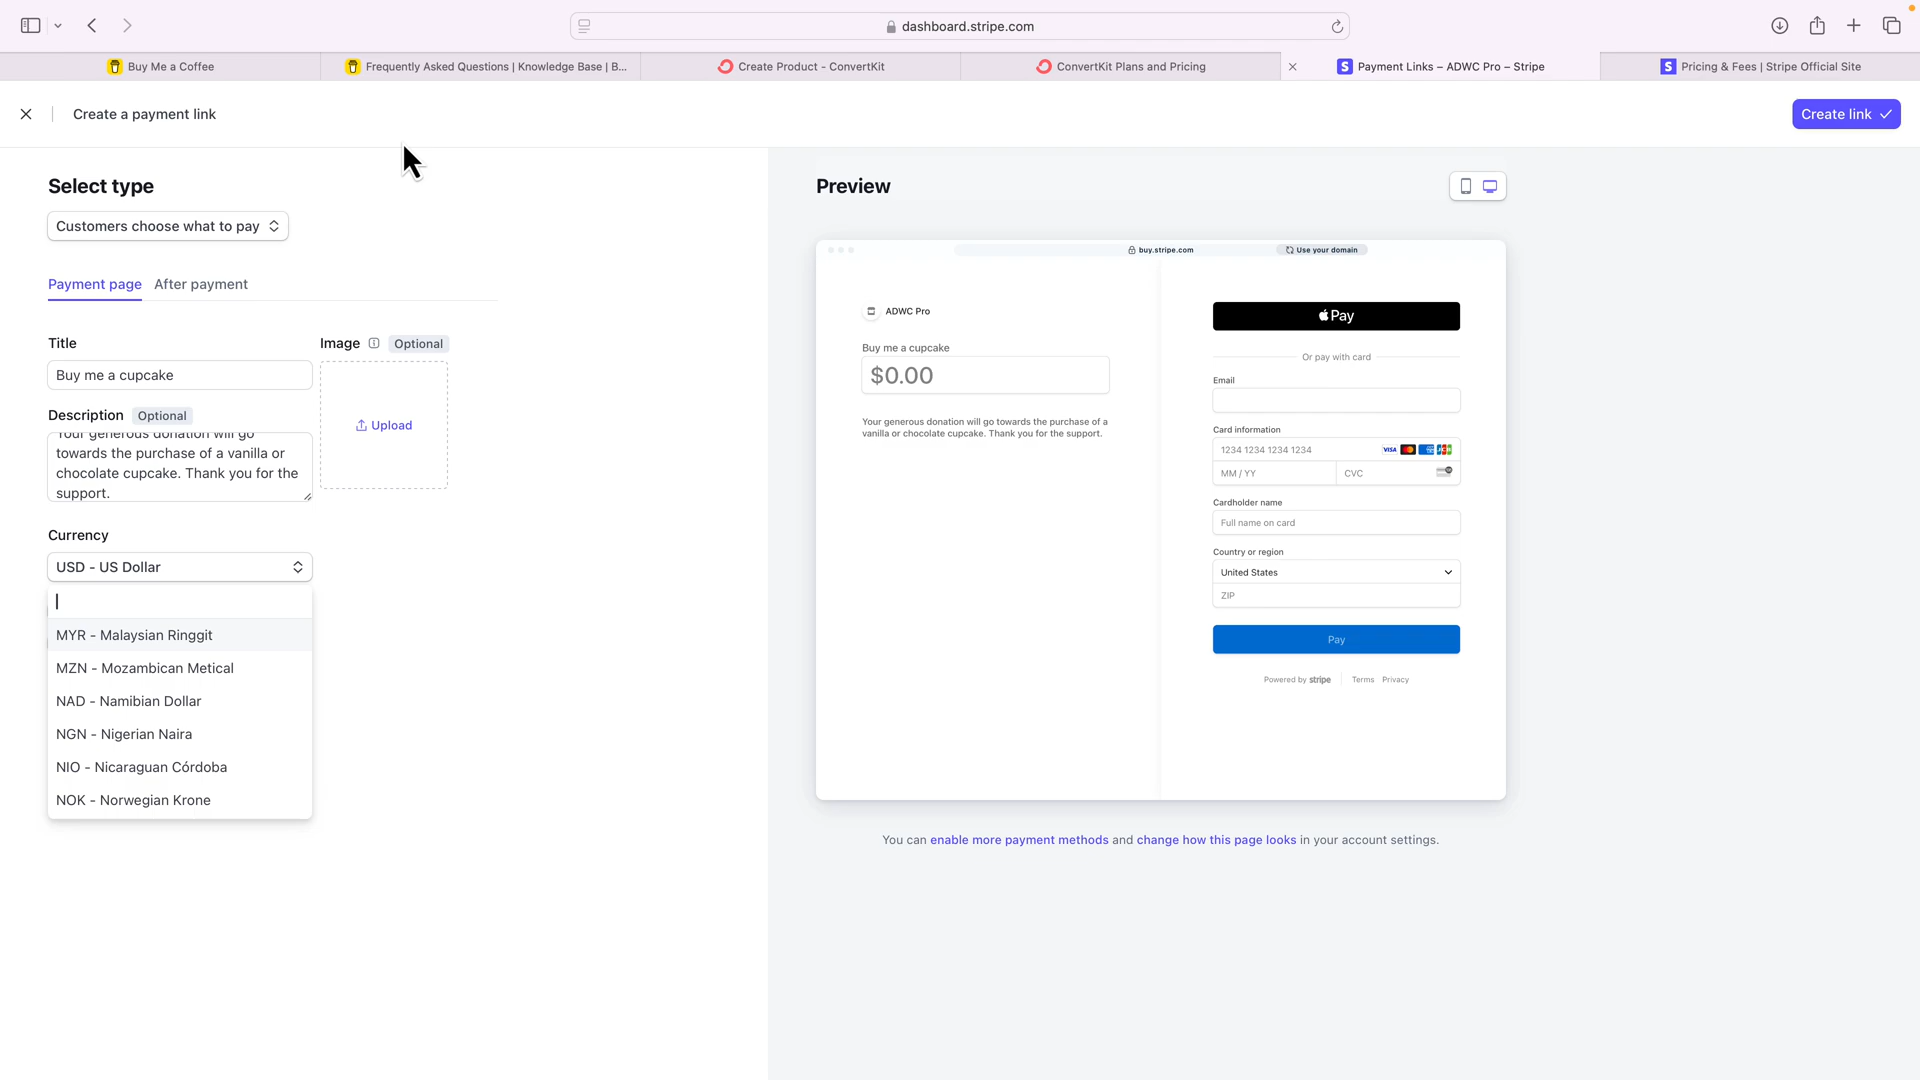 dashboard.stripe.com
Buy Me a Coffee
Frequently Asked Questions | Knowledge Base | B...
Create Product - ConvertKit
ConvertKit Plans and Pricing
Payment Links – ADWC Pro – Stripe
Pricing & Fees | Stripe Official Site
Create a payment link
Create link
Select type
Customers choose what to pay
Payment page
After payment
Title
Buy me a cupcake
Image
Optional
Upload
Description
Optional
Your generous donation will go
towards the purchase of a vanilla or
chocolate cupcake. Thank you for the
support.
Currency
USD - US Dollar
MYR - Malaysian Ringgit
MZN - Mozambican Metical
NAD - Namibian Dollar
NGN - Nigerian Naira
NIO - Nicaraguan Córdoba
NOK - Norwegian Krone
Preview
buy.stripe.com
Use your domain
ADWC Pro
Buy me a cupcake
$0.00
Your generous donation will go towards the purchase of a
vanilla or chocolate cupcake. Thank you for the support.
Pay
Or pay with card
Email
Card information
1234 1234 1234 1234
VISA
MM / YY
CVC
Cardholder name
Full name on card
Country or region
United States
ZIP
Pay
Powered by stripe
Terms
Privacy
You can enable more payment methods and change how this page looks in your account settings.